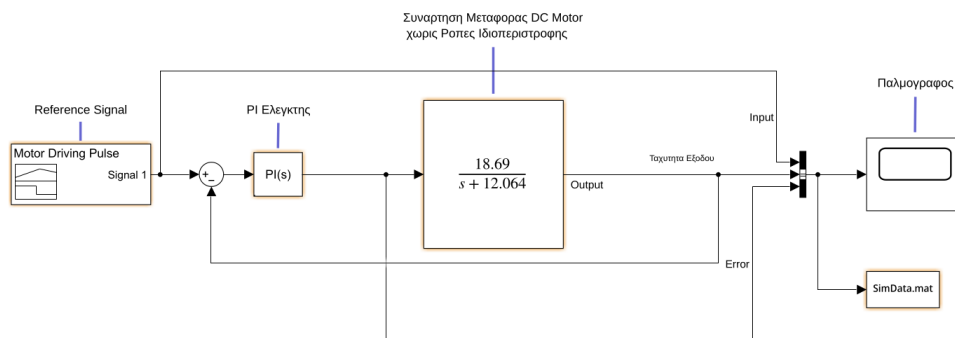 Συναρτηση Μεταφορας DC Motor
χωρις Ροπες Ιδιοπεριστροφης
Παλμογραφος
Reference Signal
PI Ελεγκτης
Input
Motor Driving Pulse
Signal 1
+
−
PI(s)
18.69
s + 12.064
Output
Ταχυτητα Εξοδου
Error
SimData.mat